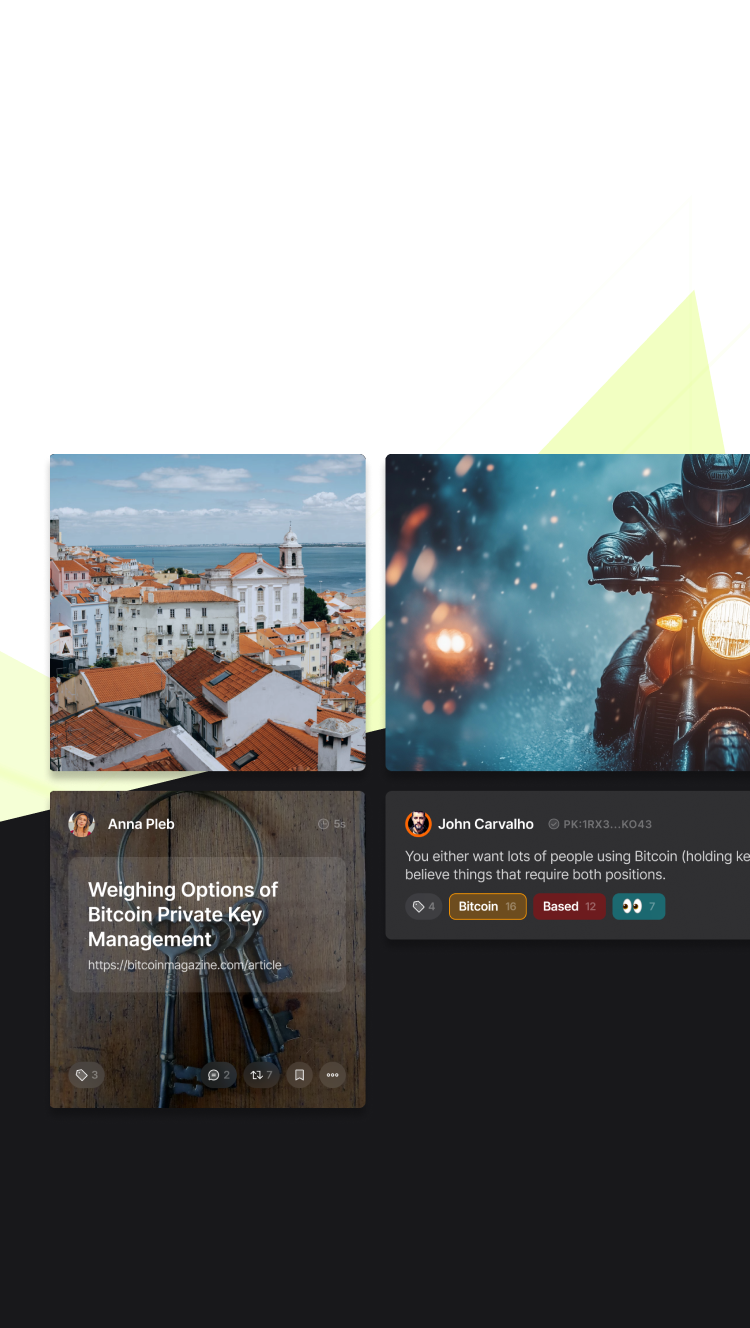 Anna Pleb
5s
Weighing Options of
Bitcoin Private Key
Management
https://bitcoinmagazine.com/article
3
2
7
John Carvalho
PK:1RX3...KO43
You either want lots of people using Bitcoin (holding ke
believe things that require both positions.
4
Bitcoin 16
Based 12
7